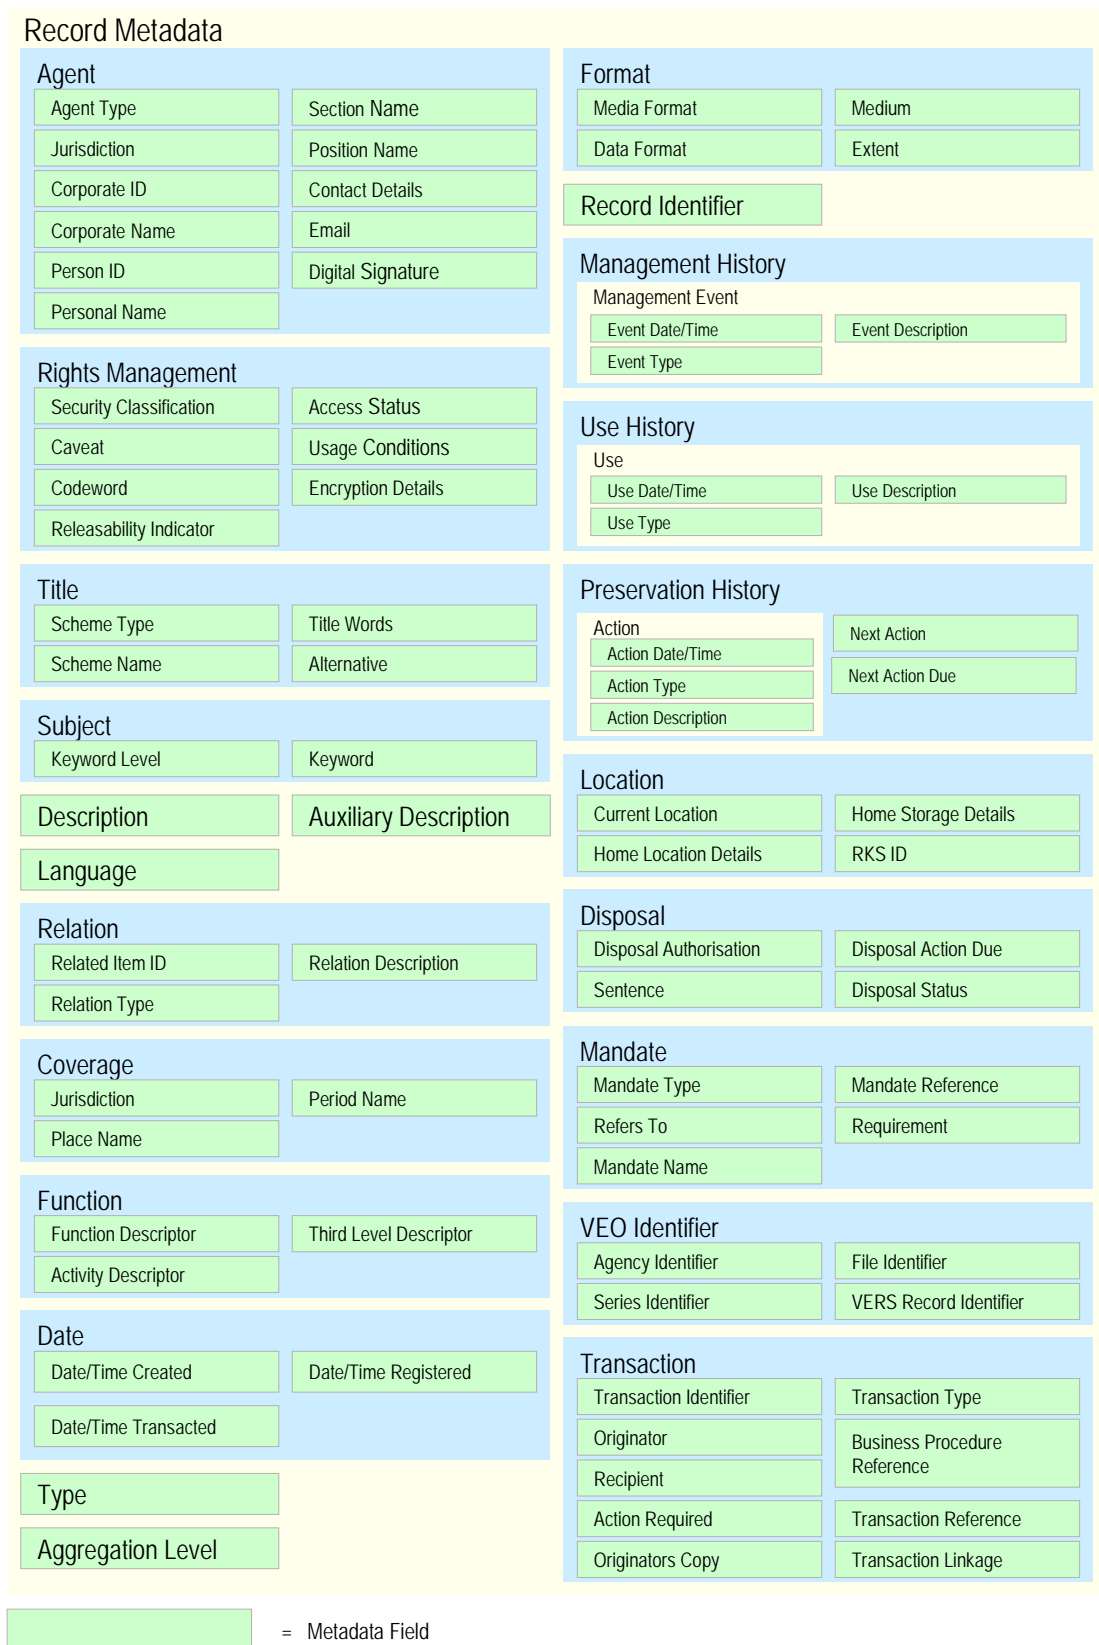 Record Metadata
Agent
Agent Type
Section Name
Jurisdiction
Position Name
Corporate ID
Contact Details
Corporate Name
Email
Person ID
Digital Signature
Personal Name
Rights Management
Security Classification
Access Status
Caveat
Usage Conditions
Codeword
Encryption Details
Releasability Indicator
Title
Scheme Type
Title Words
Scheme Name
Alternative
Subject
Keyword Level
Keyword
Description
Auxiliary Description
Language
Relation
Related Item ID
Relation Description
Relation Type
Coverage
Jurisdiction
Period Name
Place Name
Function
Function Descriptor
Third Level Descriptor
Activity Descriptor
Date
Date/Time Created
Date/Time Registered
Date/Time Transacted
Type
Aggregation Level
Format
Media Format
Medium
Data Format
Extent
Record Identifier
Management History
Management Event
Event Date/Time
Event Description
Event Type
Use History
Use
Use Date/Time
Use Description
Use Type
Preservation History
Action
Action Date/Time
Action Type
Action Description
Next Action
Next Action Due
Location
Current Location
Home Storage Details
Home Location Details
RKS ID
Disposal
Disposal Authorisation
Disposal Action Due
Sentence
Disposal Status
Mandate
Mandate Type
Mandate Reference
Refers To
Requirement
Mandate Name
VEO Identifier
Agency Identifier
File Identifier
Series Identifier
VERS Record Identifier
Transaction
Transaction Identifier
Transaction Type
Originator
Business Procedure
Reference
Recipient
Action Required
Transaction Reference
Originators Copy
Transaction Linkage
= Metadata Field